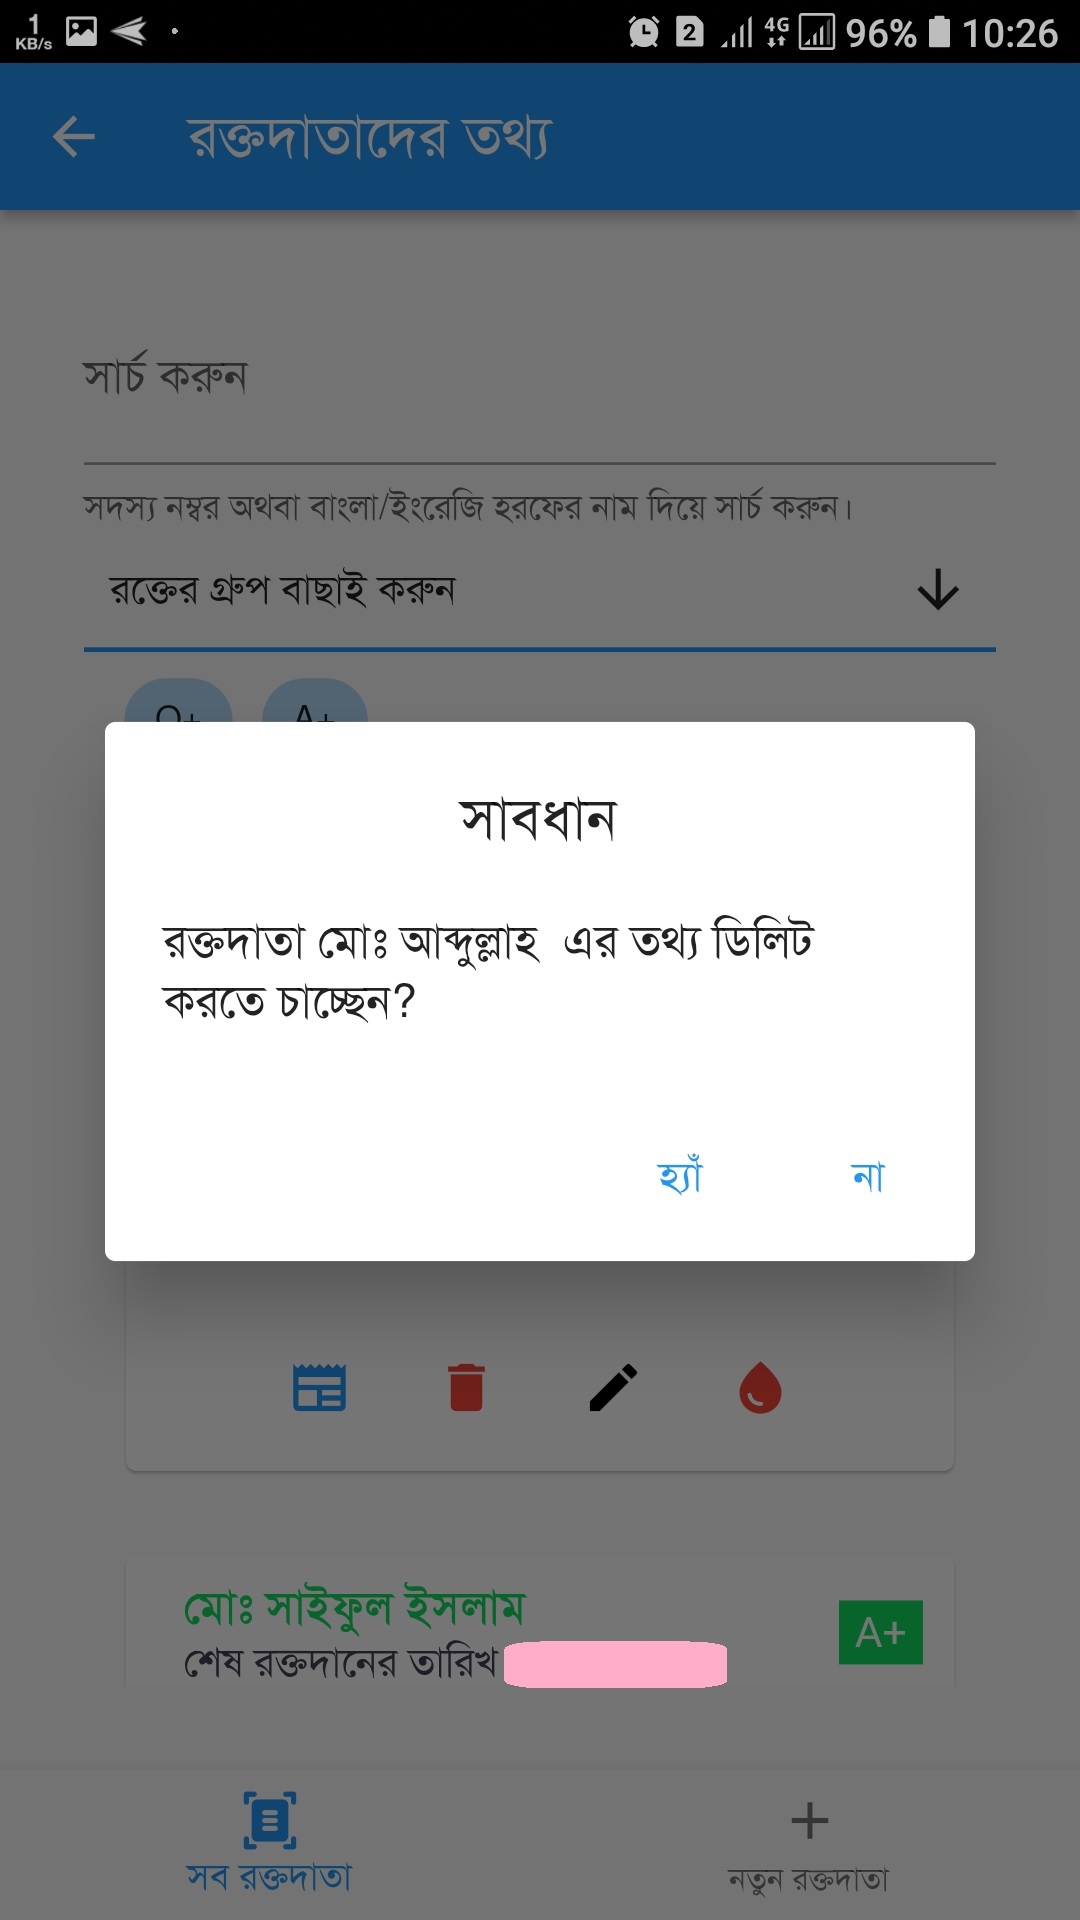 1
KB/s
2
4G
96%
10:26
রক্তদাতাদের তথ্য
সার্চ করুন
সদস্য নম্বর অথবা বাংলা/ইংরেজি হরফের নাম দিয়ে সার্চ করুন।
রক্তের গ্রুপ বাছাই করুন
O+ A+
সাবধান
রক্তদাতা মোঃ আব্দুল্লাহ এর তথ্য ডিলিট
করতে চাচ্ছেন?
হ্যাঁ না
মোঃ সাইফুল ইসলাম
A+
শেষ রক্তদানের তারিখ
সব রক্তদাতা
নতুন রক্তদাতা